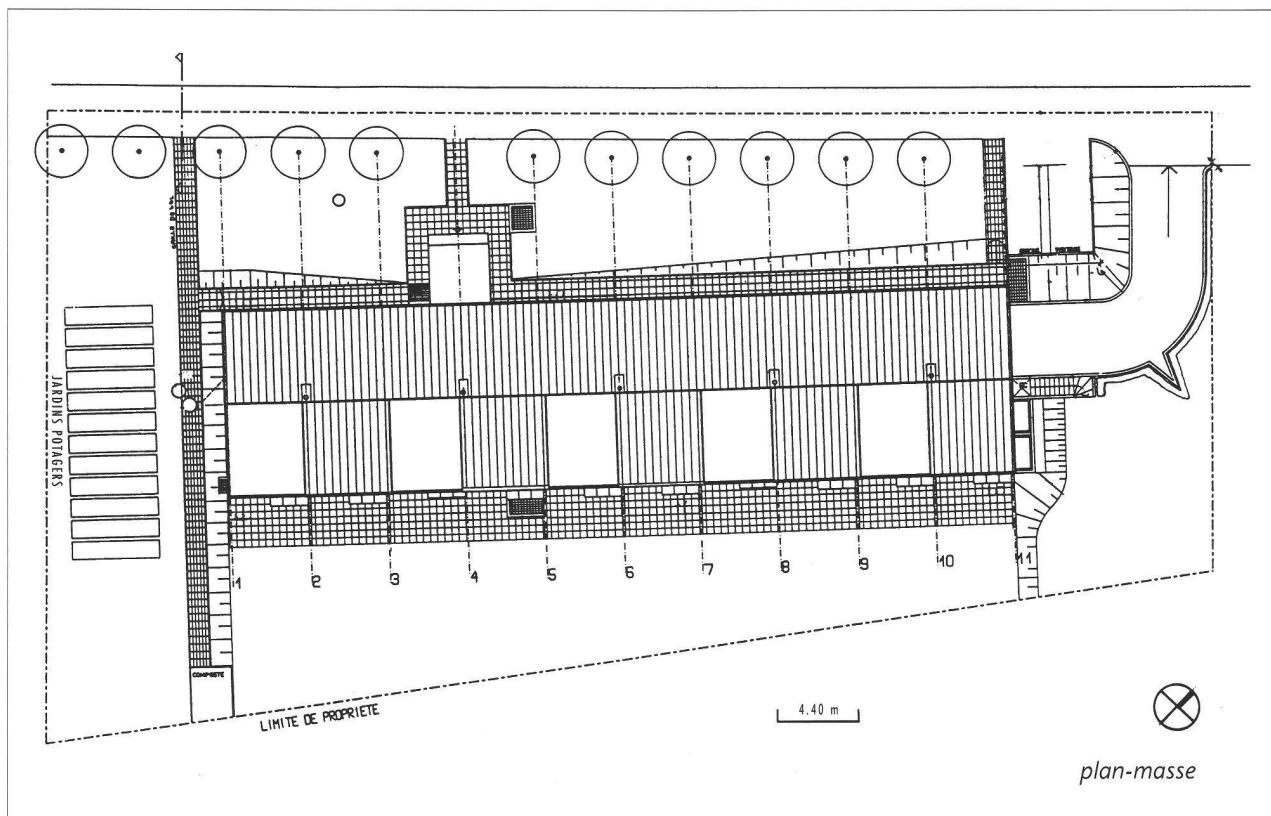 JARDINS POTAGERS
1
2
3
4
5
6
7
8
9
10
11
COMPOSTE
LIMITE DE PROPRIETE
4.40 m
plan-masse